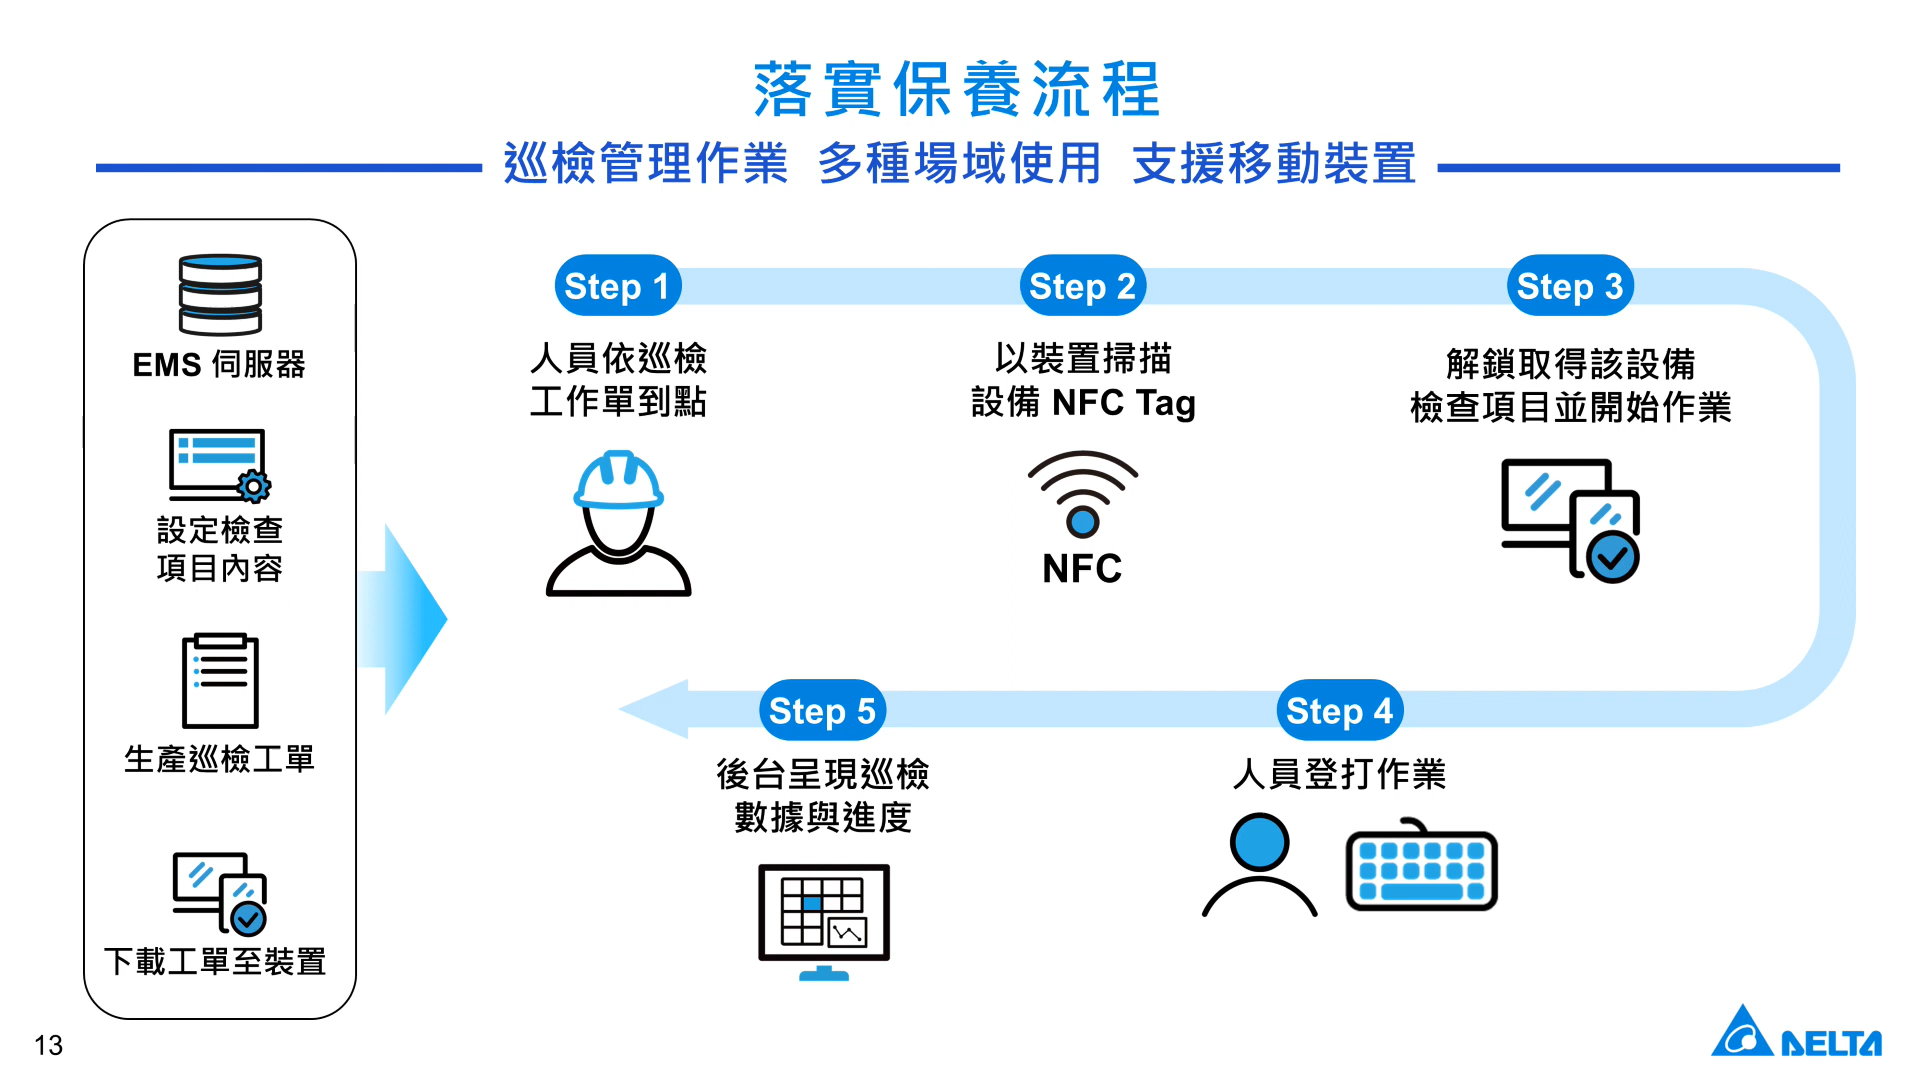 落實保養流程
巡檢管理作業 多種場域使用 支援移動裝置
EMS 伺服器
設定檢查
項目內容
生產巡檢工單
下載工單至裝置
Step 1
人員依巡檢
工作單到點
Step 2
以裝置掃描
設備 NFC Tag
NFC
Step 3
解鎖取得該設備
檢查項目並開始作業
Step 4
人員登打作業
Step 5
後台呈現巡檢
數據與進度
13
DELTA